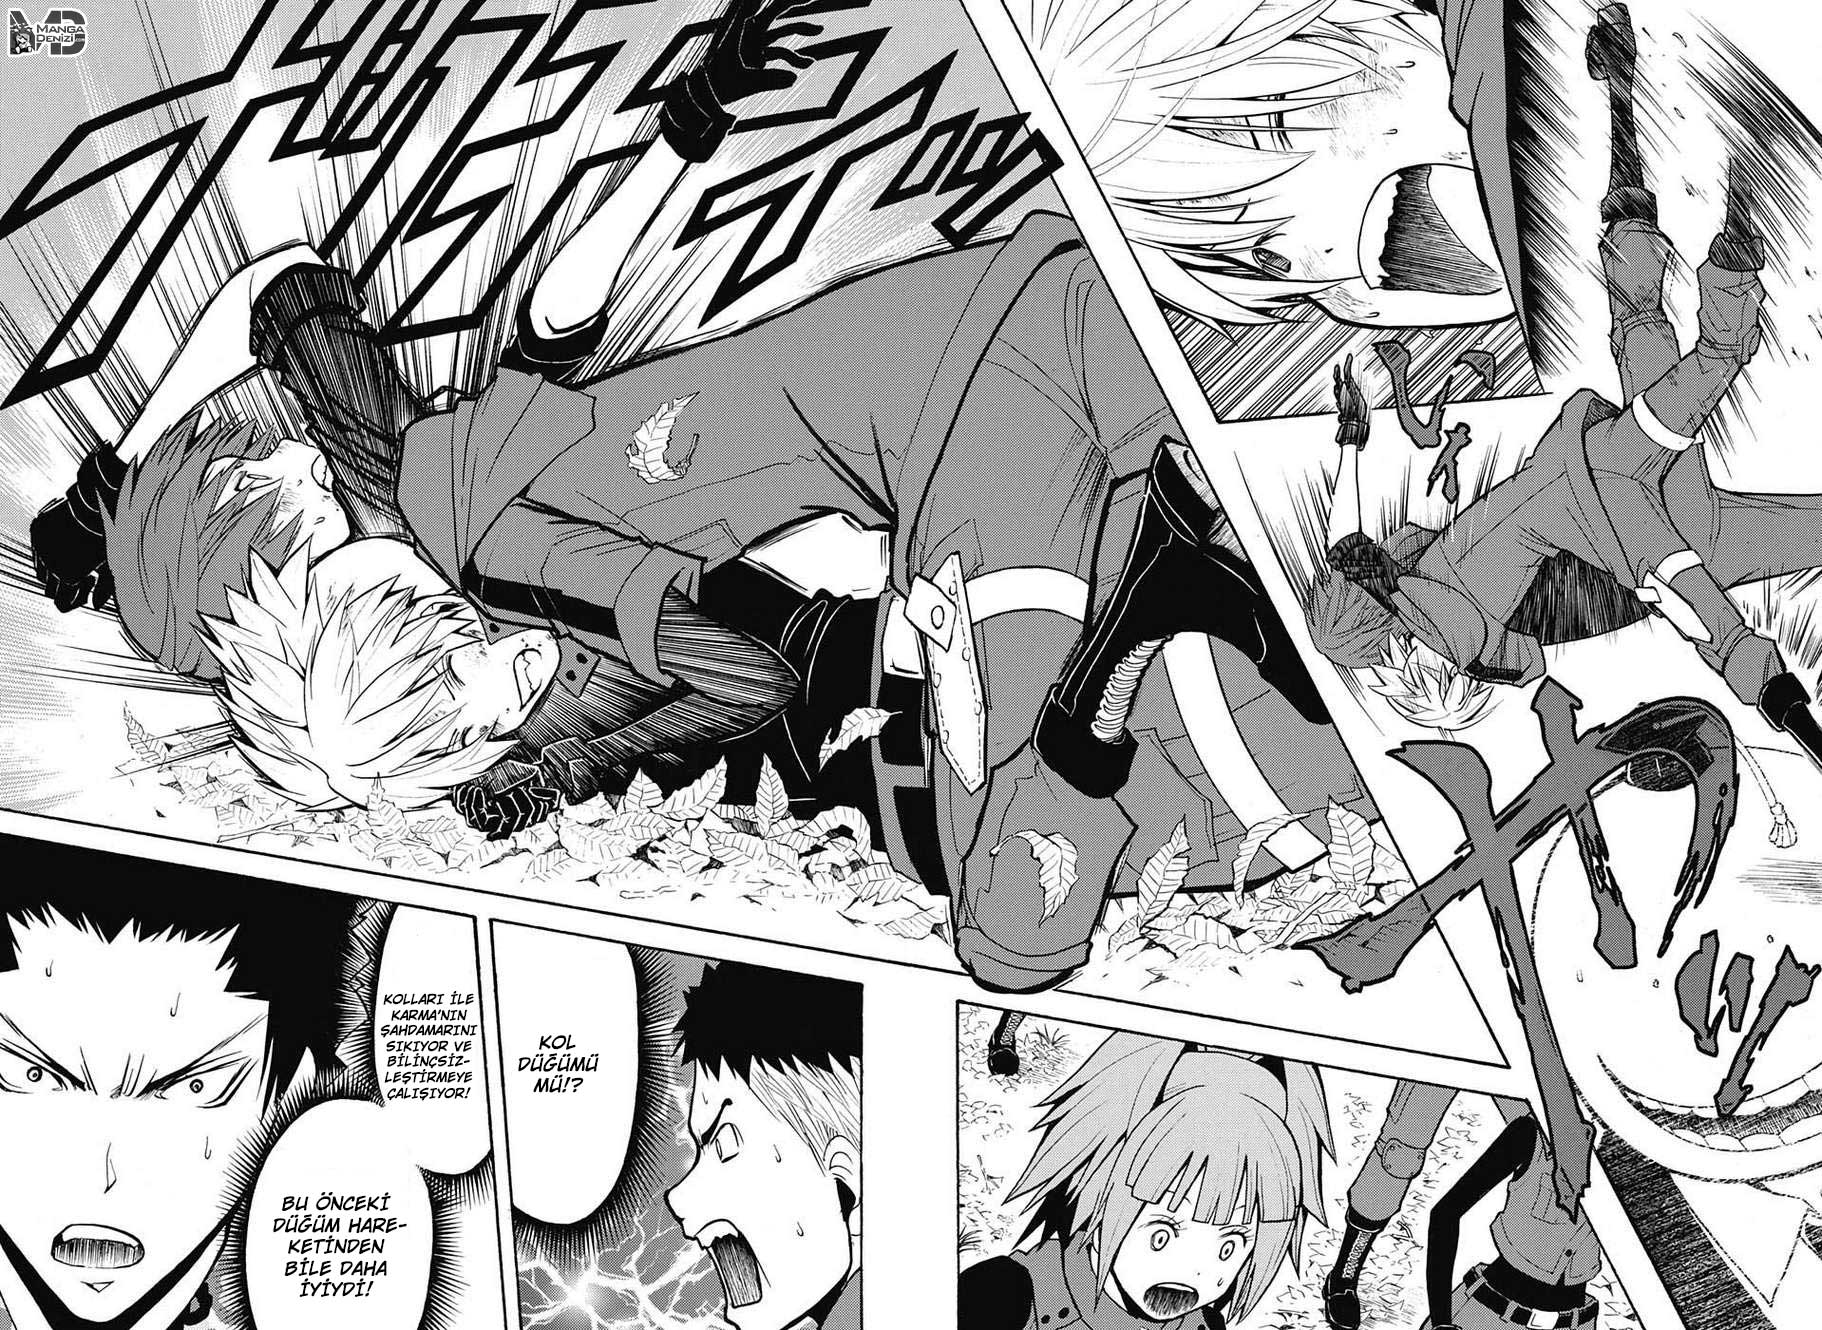 MANGA
DENİZİ
KOL
DÜĞÜMÜ
MÜ!?
KOLLARI İLE
KARMA'NIN
ŞAHDAMARINI
SIKIYOR VE
BİLİNÇSİZ-
LEŞTİRMEYE
ÇALIŞIYOR!
BU ÖNCEKİ
DÜĞÜM HARE-
KETİNDEN
BİLE DAHA
İYİYDİ!